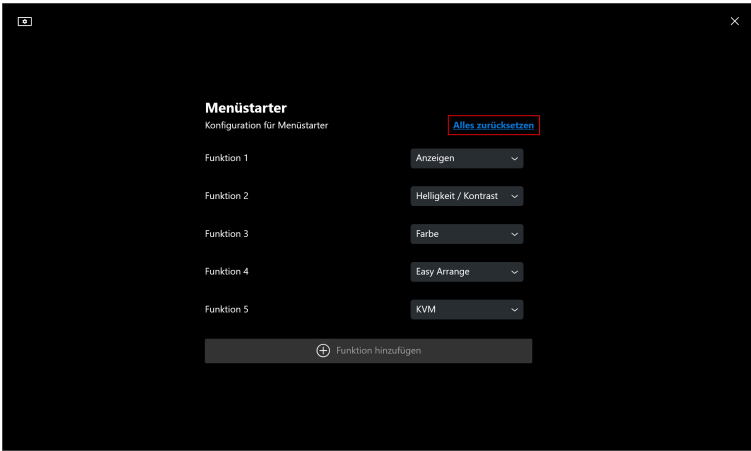 Menüstarter
Konfiguration für Menüstarter
Alles zurücksetzen
Funktion 1
Anzeigen
Funktion 2
Helligkeit / Kontrast
Funktion 3
Farbe
Funktion 4
Easy Arrange
Funktion 5
KVM
Funktion hinzufügen